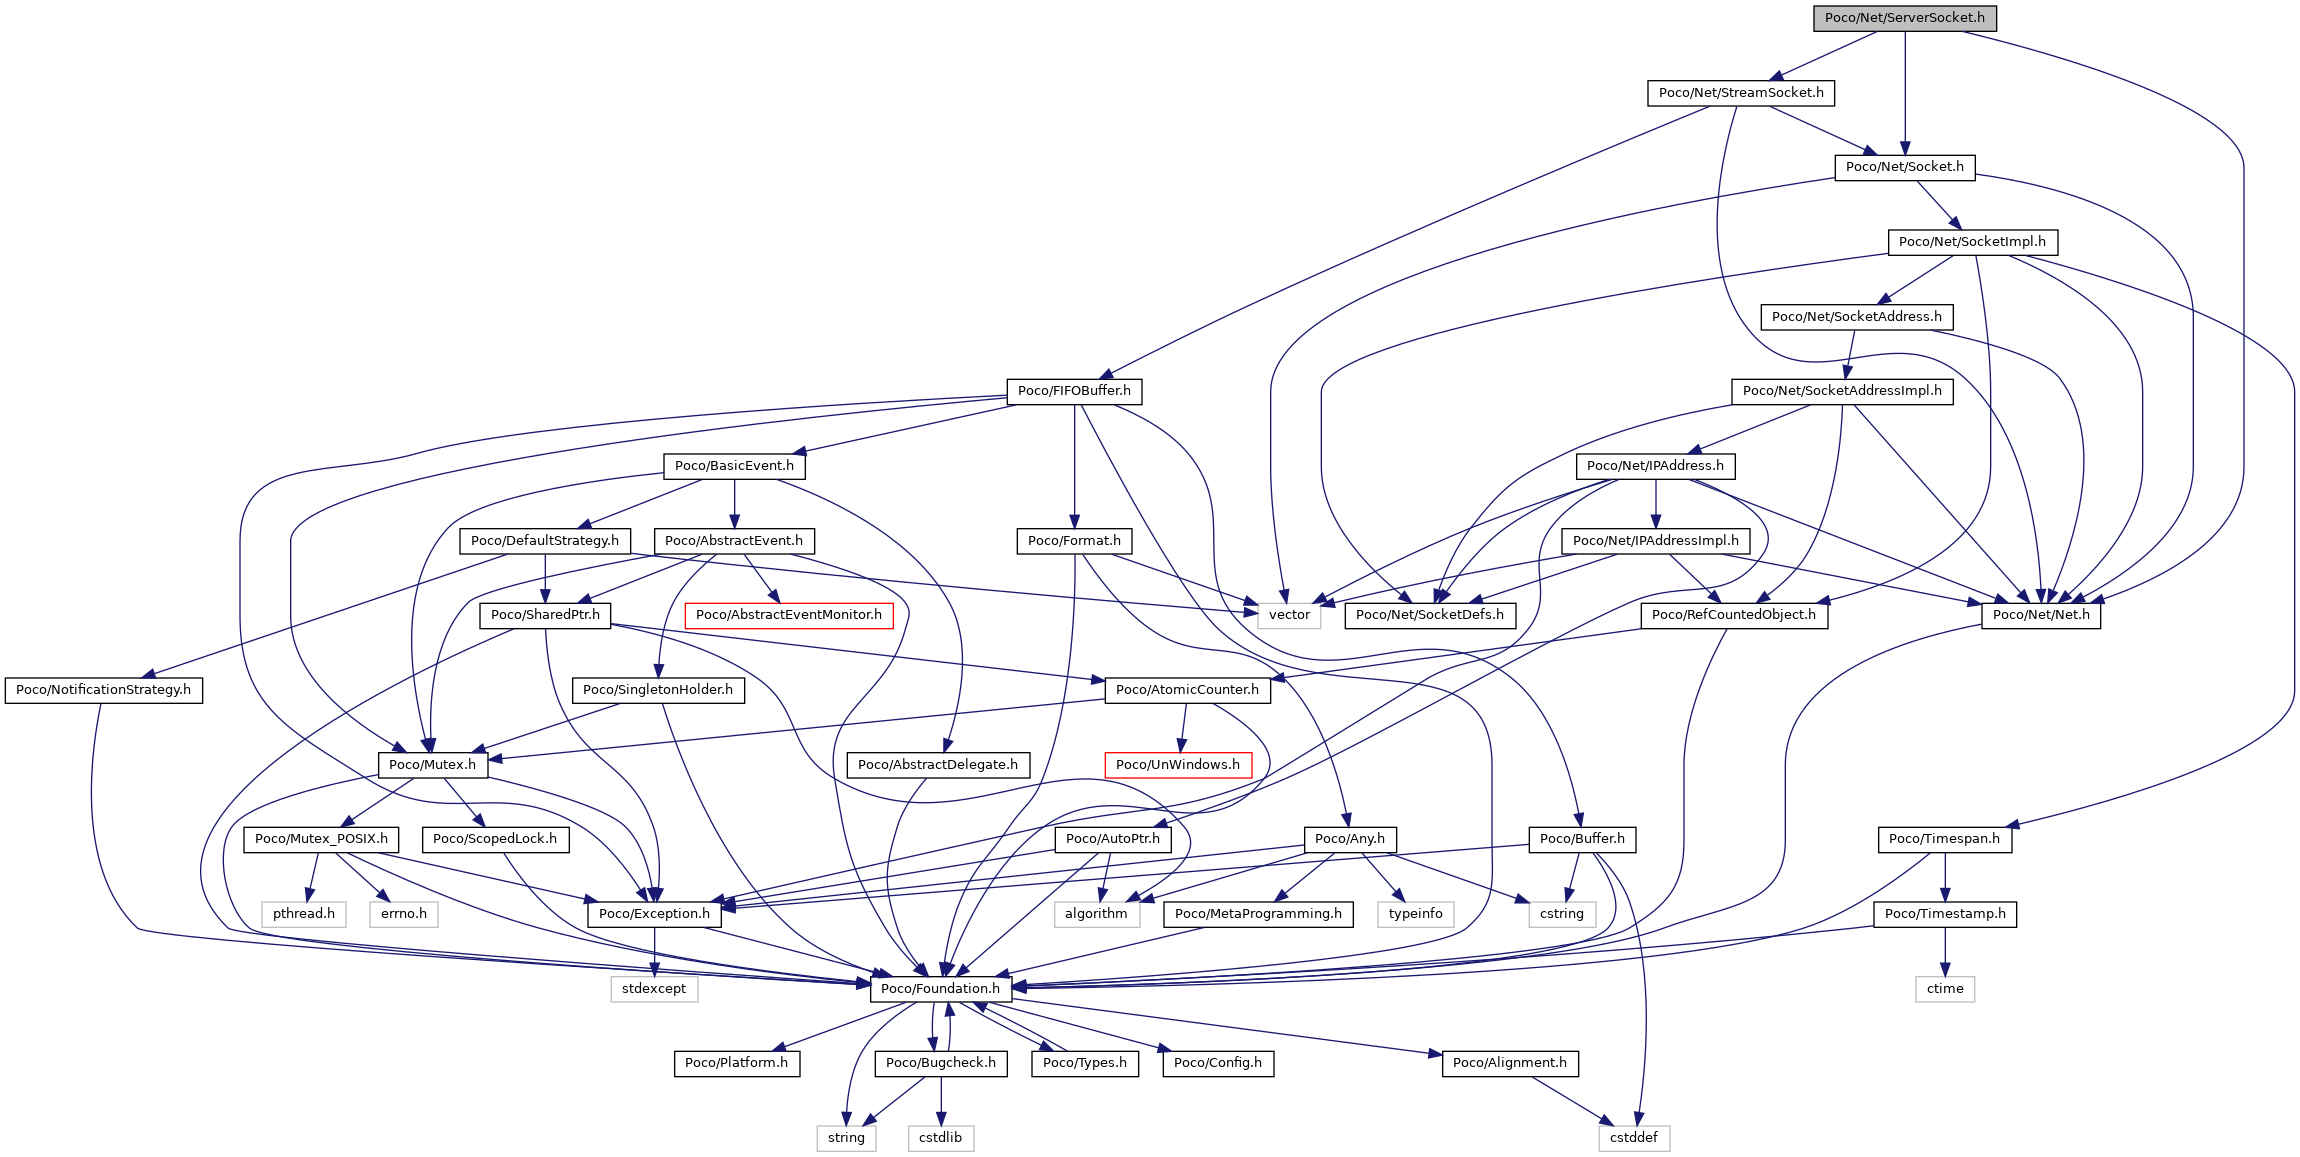 Poco/Net/ServerSocket.h
Poco/Net/StreamSocket.h
Poco/Net/Socket.h
Poco/Net/SocketImpl.h
Poco/Net/SocketAddress.h
Poco/FIFOBuffer.h
Poco/Net/SocketAddressImpl.h
Poco/BasicEvent.h
Poco/Net/IPAddress.h
Poco/DefaultStrategy.h
Poco/AbstractEvent.h
Poco/Format.h
Poco/Net/IPAddressImpl.h
Poco/SharedPtr.h
Poco/AbstractEventMonitor.h
vector
Poco/Net/SocketDefs.h
Poco/RefCountedObject.h
Poco/Net/Net.h
Poco/NotificationStrategy.h
Poco/SingletonHolder.h
Poco/AtomicCounter.h
Poco/Mutex.h
Poco/AbstractDelegate.h
Poco/UnWindows.h
Poco/Mutex_POSIX.h
Poco/ScopedLock.h
Poco/AutoPtr.h
Poco/Any.h
Poco/Buffer.h
Poco/Timespan.h
pthread.h
errno.h
Poco/Exception.h
algorithm
Poco/MetaProgramming.h
typeinfo
cstring
Poco/Timestamp.h
stdexcept
Poco/Foundation.h
ctime
Poco/Platform.h
Poco/Bugcheck.h
Poco/Types.h
Poco/Config.h
Poco/Alignment.h
string
cstdlib
cstddef